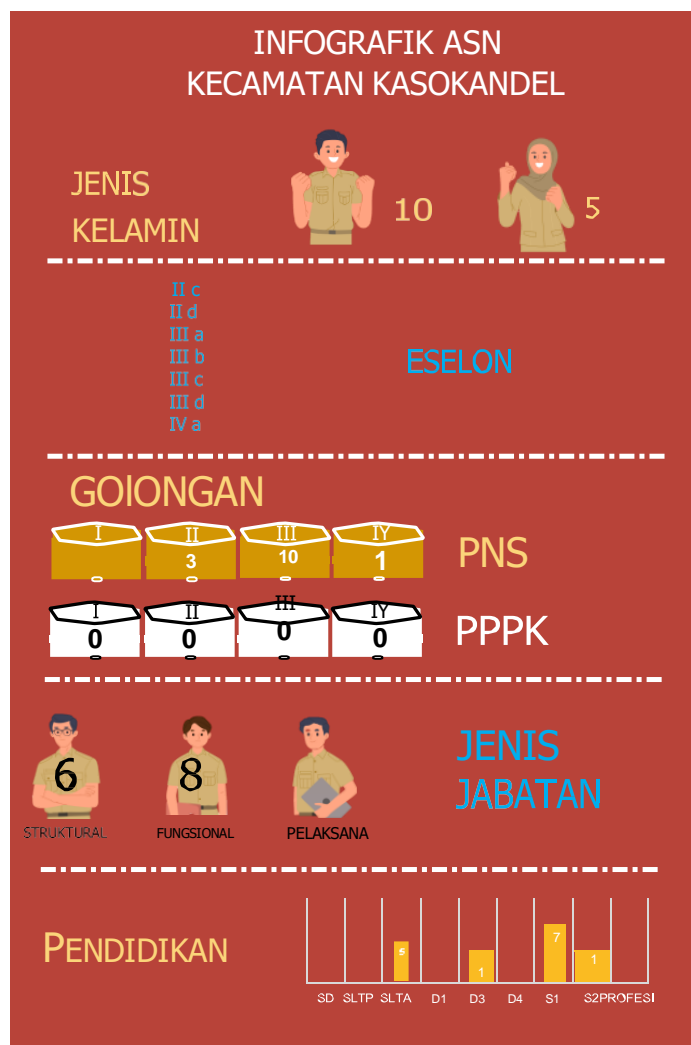 INFOGRAFIK ASN
KECAMATAN KASOKANDEL
JENIS
KELAMIN
10
5
II c
II d
III a
III b
III c
III d
IV a
ESELON
GOlONGAN
I II III IY
3 10 1
PNS
I II III IY
0 0 0 0
PPPK
6 8
STRUKTURAL FUNGSIONAL PELAKSANA
JENIS
JABATAN
PENDIDIKAN
5 1 7 1
SD SLTP SLTA D1 D3 D4 S1 S2PROFESI